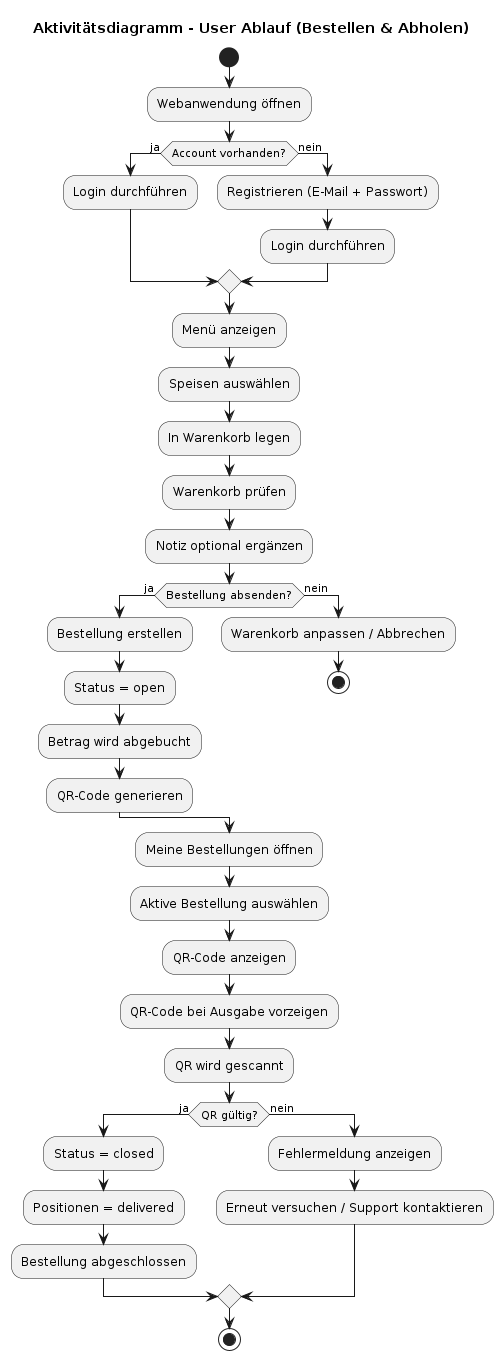 Aktivitätsdiagramm - User Ablauf (Bestellen & Abholen)
Webanwendung öffnen
ja
Account vorhanden?
nein
Login durchführen
Registrieren (E-Mail + Passwort)
Login durchführen
Menü anzeigen
Speisen auswählen
In Warenkorb legen
Warenkorb prüfen
Notiz optional ergänzen
ja
Bestellung absenden?
nein
Bestellung erstellen
Warenkorb anpassen / Abbrechen
Status = open
Betrag wird abgebucht
QR-Code generieren
Meine Bestellungen öffnen
Aktive Bestellung auswählen
QR-Code anzeigen
QR-Code bei Ausgabe vorzeigen
QR wird gescannt
ja
QR gültig?
nein
Status = closed
Fehlermeldung anzeigen
Positionen = delivered
Erneut versuchen / Support kontaktieren
Bestellung abgeschlossen